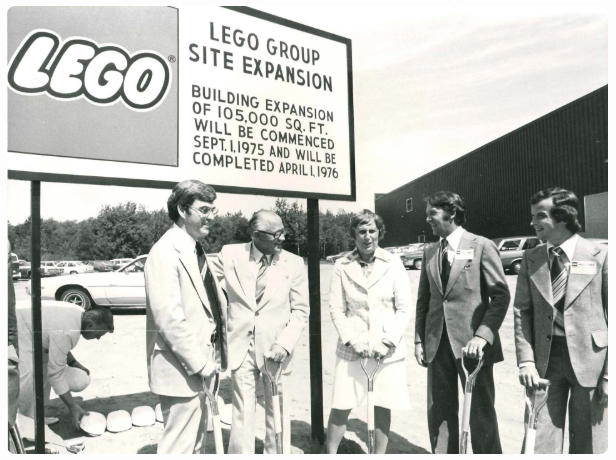 LEGO®
LEGO GROUP
SITE EXPANSION
BUILDING EXPANSION
OF 105,000 SQ. FT.
WILL BE COMMENCED
SEPT. 1, 1975 AND WILL BE
COMPLETED APRIL 1, 1976